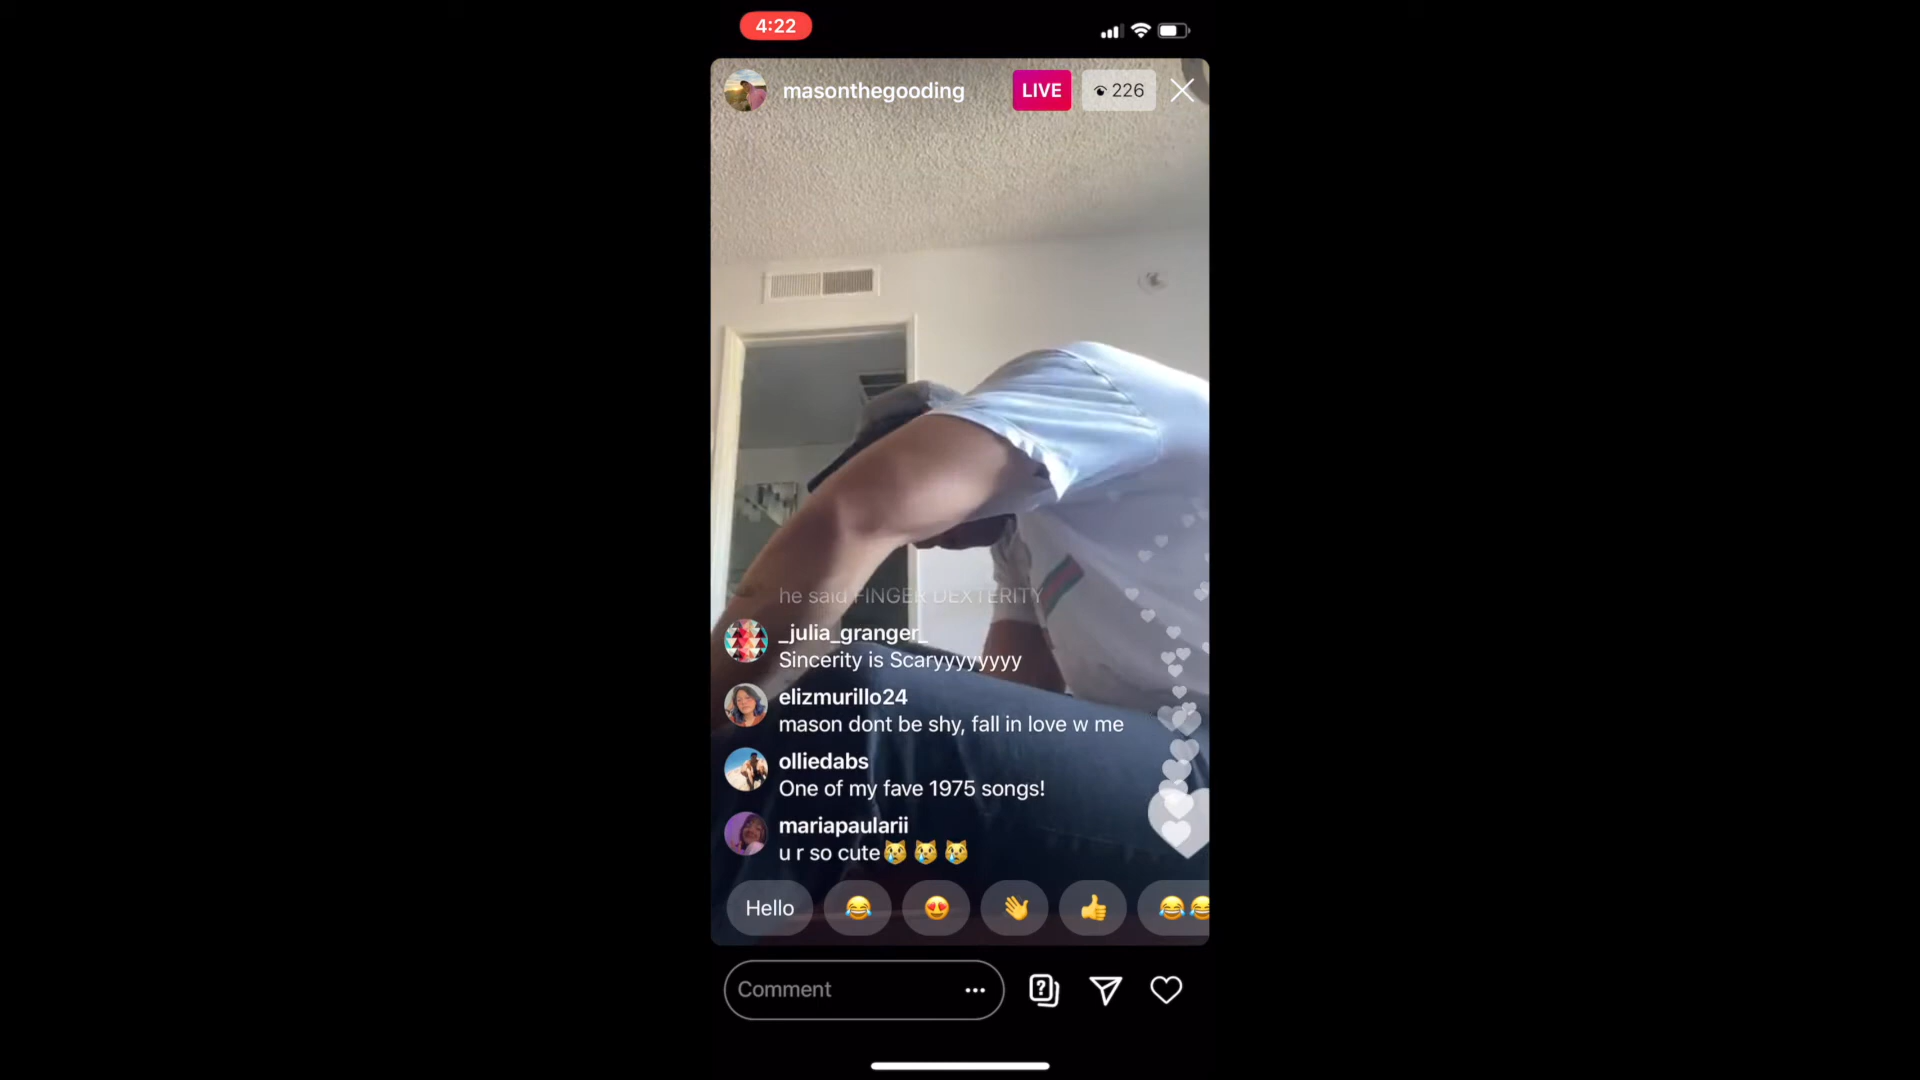 4:22
masonthegooding LIVE 226
he said FINGER DEXTERITY
_julia_granger_
Sincerity is Scaryyyyyyyy
elizmurillo24
mason dont be shy, fall in love w me
olliedabs
One of my fave 1975 songs!
mariapaularii
u r so cute😿😿😿
Hello 😂 😍 👋 👍 😂😂
Comment